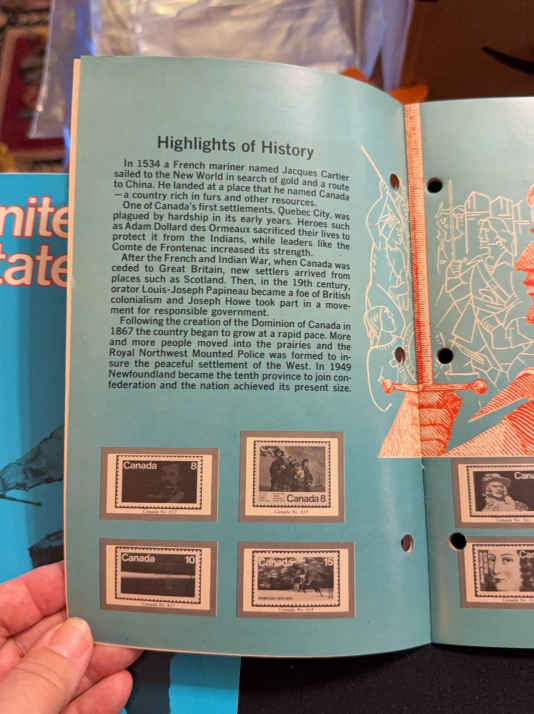 Highlights of History
In 1534 a French mariner named Jacques Cartier
sailed to the New World in search of gold and a route
to China. He landed at a place that he named Canada
—a country rich in furs and other resources.
One of Canada's first settlements, Quebec City, was
plagued by hardship in its early years. Heroes such
as Adam Dollard des Ormeaux sacrificed their lives to
protect it from the Indians, while leaders like the
Comte de Frontenac increased its strength.
After the French and Indian War, when Canada was
ceded to Great Britain, new settlers arrived from
places such as Scotland. Then, in the 19th century,
orator Louis-Joseph Papineau became a foe of British
colonialism and Joseph Howe took part in a move-
ment for responsible government.
Following the creation of the Dominion of Canada in
1867 the country began to grow at a rapid pace. More
and more people moved into the prairies and the
Royal Northwest Mounted Police was formed to in-
sure the peaceful settlement of the West. In 1949
Newfoundland became the tenth province to join con-
federation and the nation achieved its present size.
nite
tate
Canada 8
Canada No.
Canada 8
Canada No.
Canada 10
Canada No.
Canada 15
Canada No.
Can
Canada No.